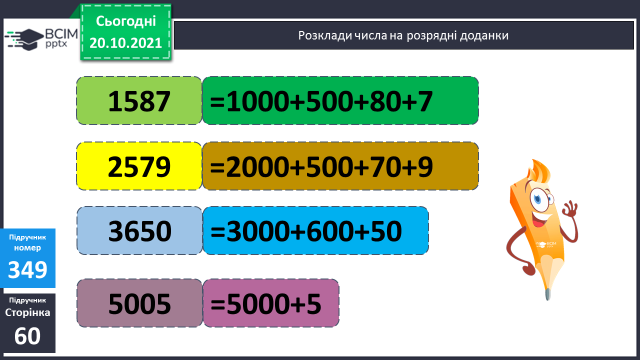 ВСІМ
pptx
Сьогодні
20.10.2021
Розклади числа на розрядні доданки
1587 =1000+500+80+7
2579 =2000+500+70+9
3650 =3000+600+50
5005 =5000+5
Підручник
номер
349
Підручник
Сторінка
60